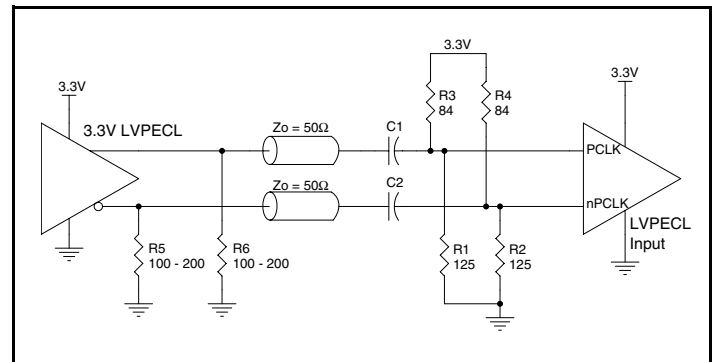 3.3V
3.3V
3.3V
3.3V LVPECL
R3
84
R4
84
Zo = 50Ω
C1
PCLK
Zo = 50Ω
C2
nPCLK
LVPECL
Input
R5
100 - 200
R6
100 - 200
R1
125
R2
125